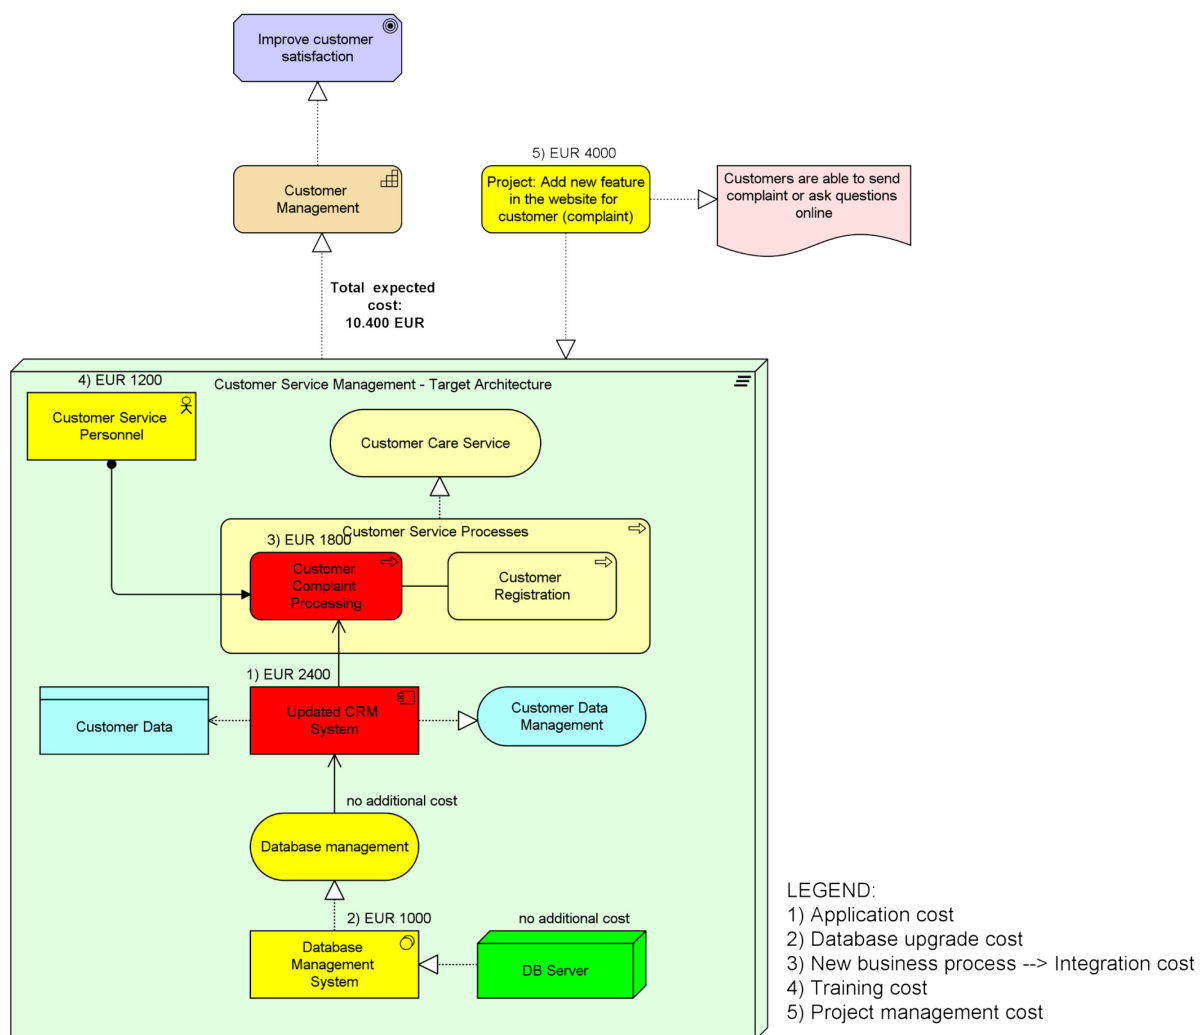 Improve customer
satisfaction
5) EUR 4000
Customer
Management
Project: Add new feature
in the website for
customer (complaint)
Customers are able to send
complaint or ask questions
online
Total expected
cost:
10.400 EUR
4) EUR 1200
Customer Service Management - Target Architecture
Customer Service
Personnel
Customer Care Service
Customer Service Processes
3) EUR 1800
Customer
Complaint
Processing
Customer
Registration
1) EUR 2400
Customer Data
Updated CRM
System
Customer Data
Management
no additional cost
Database management
2) EUR 1000
no additional cost
Database
Management
System
DB Server
LEGEND:
1) Application cost
2) Database upgrade cost
3) New business process --> Integration cost
4) Training cost
5) Project management cost